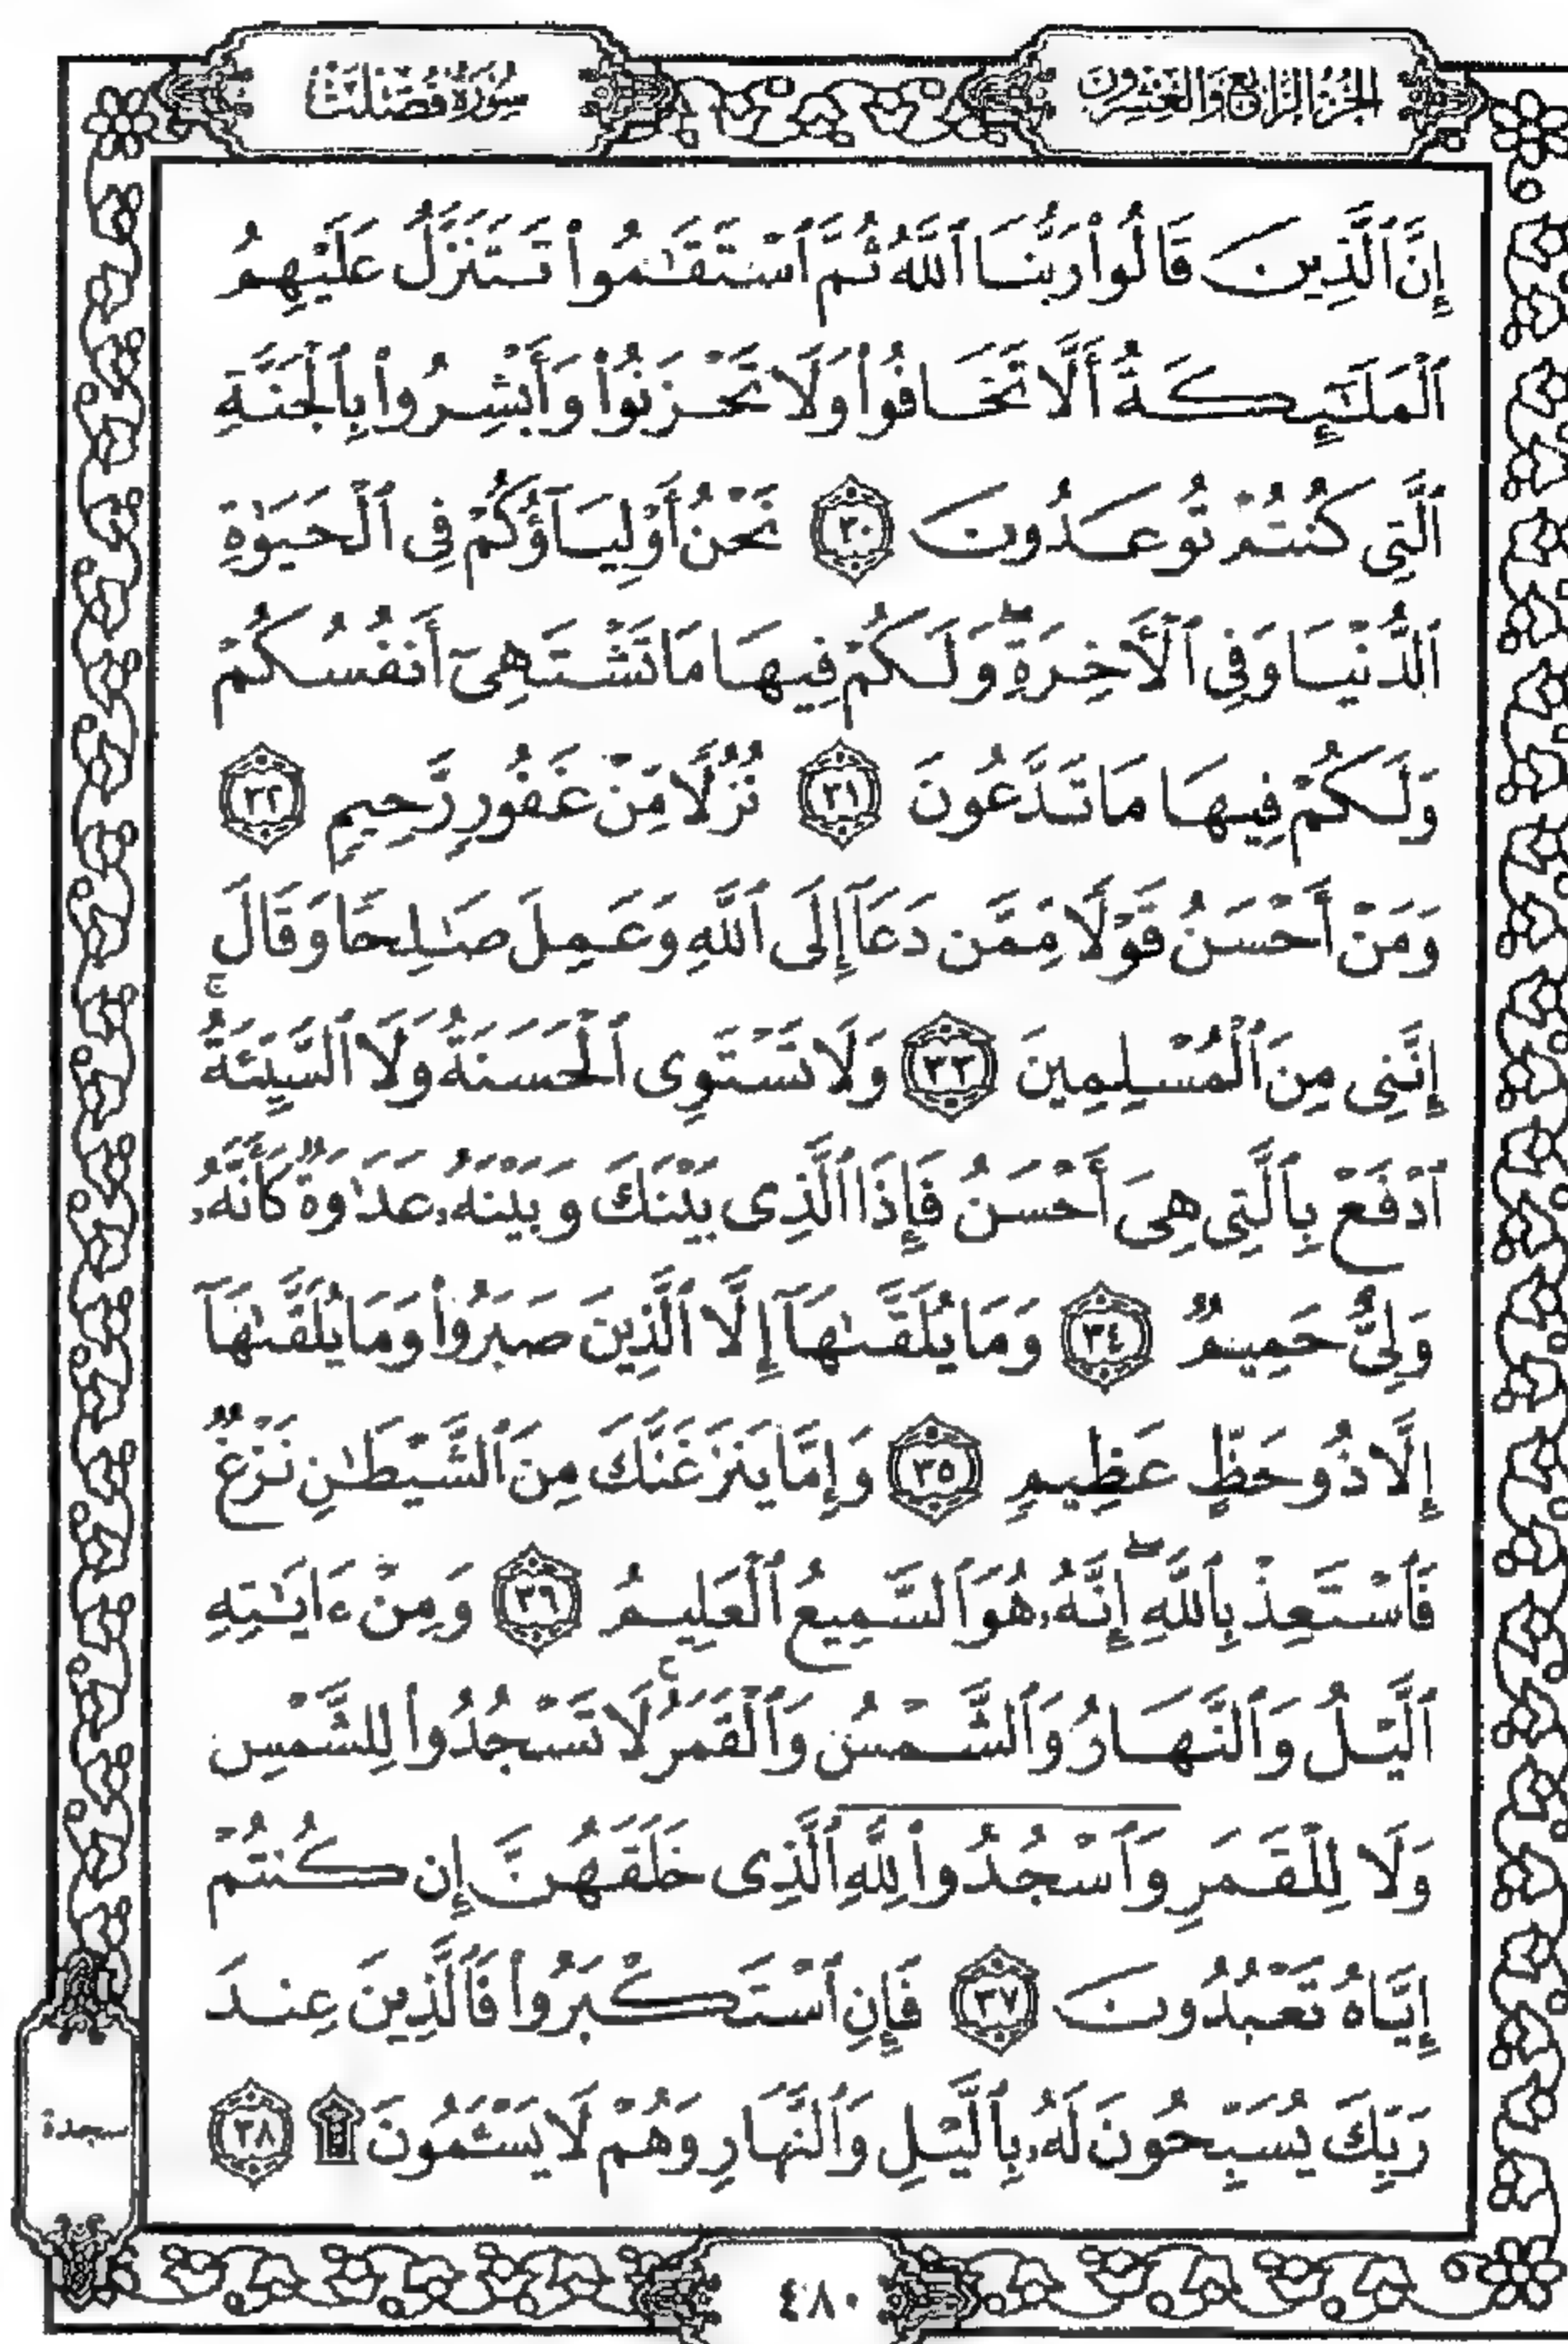 الجزء الرابع والعشرون
سورة فصلت
إِنَّ ٱلَّذِينَ قَالُوا۟ رَبُّنَا ٱللَّهُ ثُمَّ ٱسْتَقَـٰمُوا۟ تَتَنَزَّلُ عَلَيْهِمُ
ٱلْمَلَـٰٓئِكَةُ أَلَّا تَخَافُوا۟ وَلَا تَحْزَنُوا۟ وَأَبْشِرُوا۟ بِٱلْجَنَّةِ
ٱلَّتِى كُنتُمْ تُوعَدُونَ ٣٠ نَحْنُ أَوْلِيَآؤُكُمْ فِى ٱلْحَيَوٰةِ
ٱلدُّنْيَا وَفِى ٱلْأَخِرَةِ ۖ وَلَكُمْ فِيهَا مَا تَشْتَهِىٓ أَنفُسُكُمْ
وَلَكُمْ فِيهَا مَا تَدَّعُونَ ٣١ نُزُلًا مِّنْ غَفُورٍ رَّحِيمٍ ٣٢
وَمَنْ أَحْسَنُ قَوْلًا مِّمَّن دَعَآ إِلَى ٱللَّهِ وَعَمِلَ صَـٰلِحًا وَقَالَ
إِنَّنِى مِنَ ٱلْمُسْلِمِينَ ٣٣ وَلَا تَسْتَوِى ٱلْحَسَنَةُ وَلَا ٱلسَّيِّئَةُ ۚ
ٱدْفَعْ بِٱلَّتِى هِىَ أَحْسَنُ فَإِذَا ٱلَّذِى بَيْنَكَ وَبَيْنَهُۥ عَدَٰوَةٌ كَأَنَّهُۥ
وَلِىٌّ حَمِيمٌ ٣٤ وَمَا يُلَقَّىٰهَآ إِلَّا ٱلَّذِينَ صَبَرُوا۟ وَمَا يُلَقَّىٰهَآ
إِلَّا ذُو حَظٍّ عَظِيمٍ ٣٥ وَإِمَّا يَنزَغَنَّكَ مِنَ ٱلشَّيْطَـٰنِ نَزْغٌ
فَٱسْتَعِذْ بِٱللَّهِ ۖ إِنَّهُۥ هُوَ ٱلسَّمِيعُ ٱلْعَلِيمُ ٣٦ وَمِنْ ءَايَـٰتِهِ
ٱلَّيْلُ وَٱلنَّهَارُ وَٱلشَّمْسُ وَٱلْقَمَرُ ۚ لَا تَسْجُدُوا۟ لِلشَّمْسِ
وَلَا لِلْقَمَرِ وَٱسْجُدُوا۟ لِلَّهِ ٱلَّذِى خَلَقَهُنَّ إِن كُنتُمْ
إِيَّاهُ تَعْبُدُونَ ٣٧ فَإِنِ ٱسْتَكْبَرُوا۟ فَٱلَّذِينَ عِندَ
رَبِّكَ يُسَبِّحُونَ لَهُۥ بِٱلَّيْلِ وَٱلنَّهَارِ وَهُمْ لَا يَسْـَٔمُونَ ۩ ٣٨
سجدة
٤٨٠